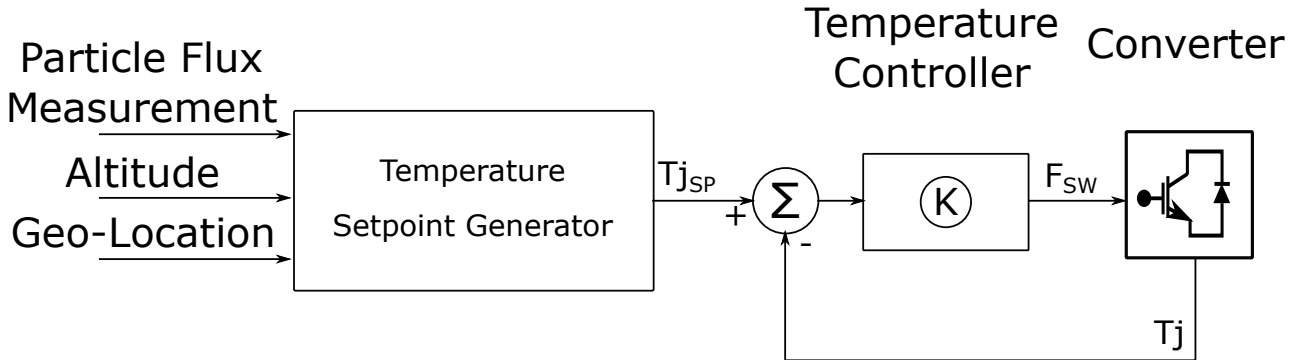 Particle Flux
Measurement
Altitude
Geo-Location
Temperature
Setpoint Generator
Tj_SP
+
Σ
-
Temperature
Controller
K
F_SW
Converter
Tj